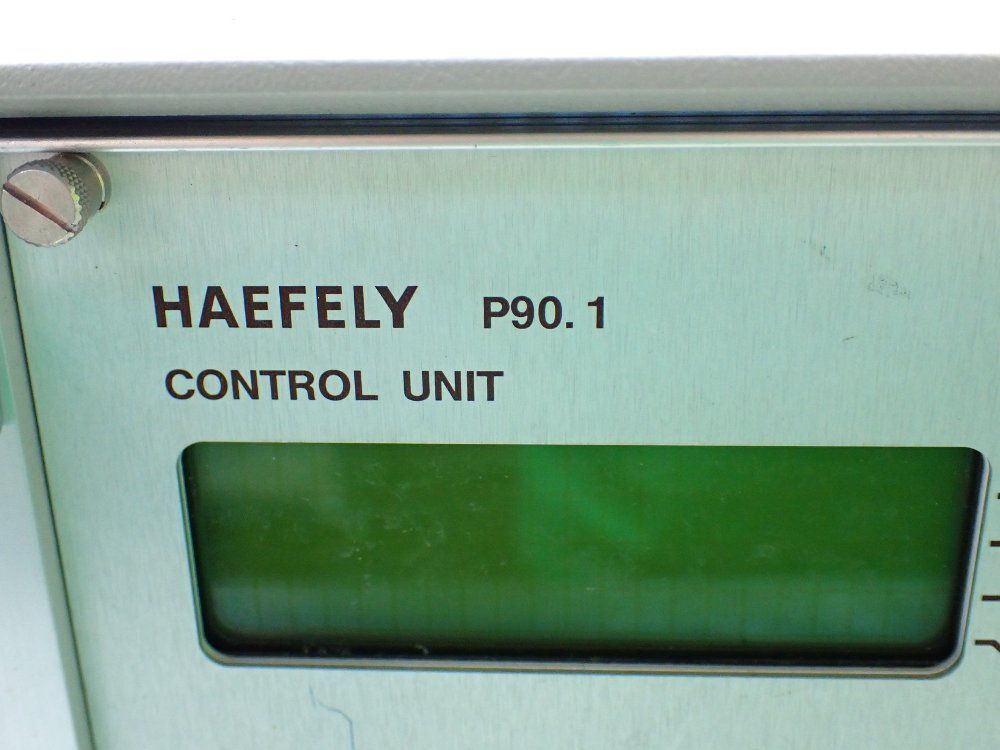 HAEFELY P90.1
CONTROL UNIT